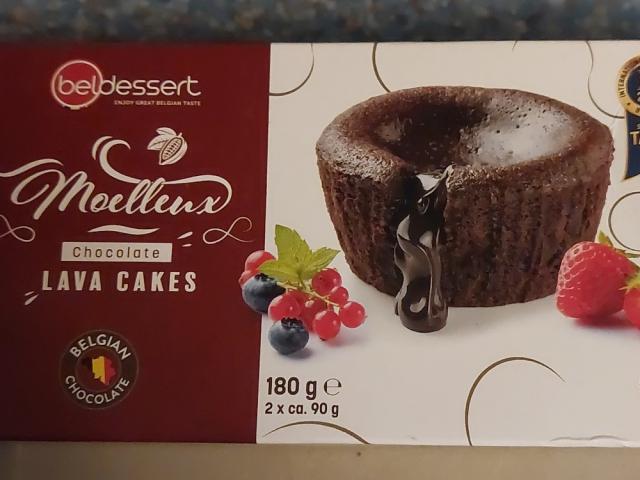 beldessert
ENJOY GREAT BELGIAN TASTE
Moelleux
Chocolate
LAVA CAKES
BELGIAN
CHOCOLATE
180 g e
2 x ca. 90 g